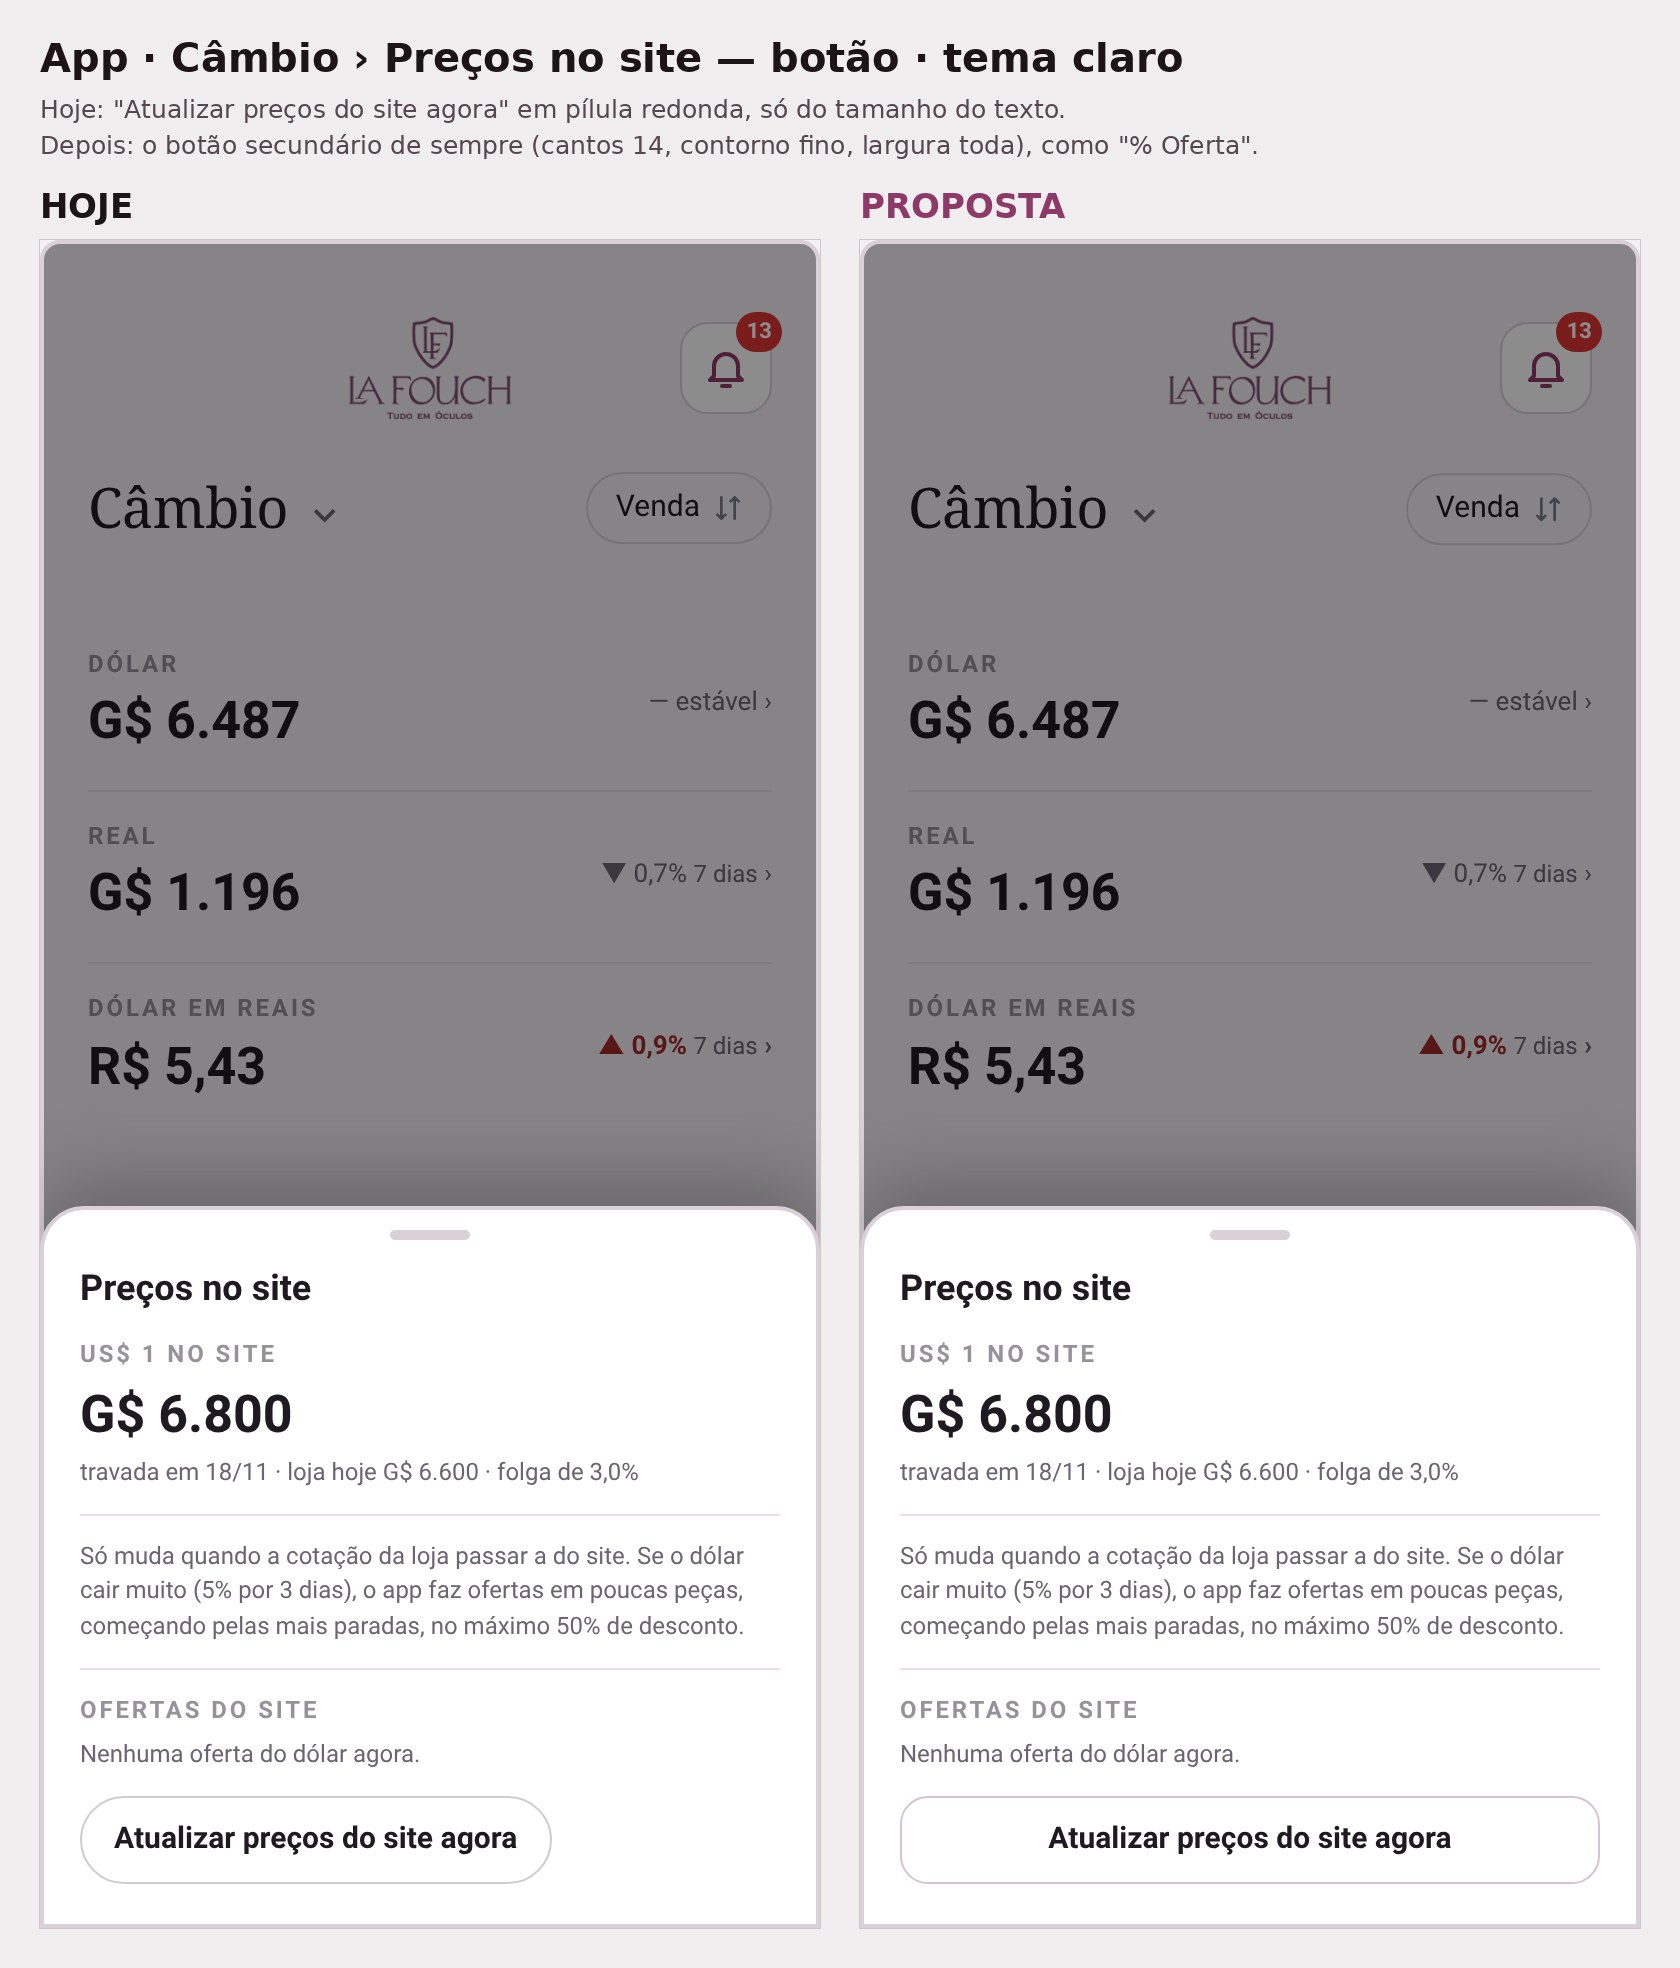 App · Câmbio › Preços no site — botão · tema claro
Hoje: "Atualizar preços do site agora" em pílula redonda, só do tamanho do texto.
Depois: o botão secundário de sempre (cantos 14, contorno fino, largura toda), como "% Oferta".
HOJE
LF
LA FOUCH
TUDO EM ÓCULOS
13
Câmbio
Venda
DÓLAR
G$ 6.487
— estável ›
REAL
G$ 1.196
▼ 0,7% 7 dias ›
DÓLAR EM REAIS
R$ 5,43
▲ 0,9% 7 dias ›
Preços no site
US$ 1 NO SITE
G$ 6.800
travada em 18/11 · loja hoje G$ 6.600 · folga de 3,0%
Só muda quando a cotação da loja passar a do site. Se o dólar
cair muito (5% por 3 dias), o app faz ofertas em poucas peças,
começando pelas mais paradas, no máximo 50% de desconto.
OFERTAS DO SITE
Nenhuma oferta do dólar agora.
Atualizar preços do site agora
PROPOSTA
LF
LA FOUCH
TUDO EM ÓCULOS
13
Câmbio
Venda
DÓLAR
G$ 6.487
— estável ›
REAL
G$ 1.196
▼ 0,7% 7 dias ›
DÓLAR EM REAIS
R$ 5,43
▲ 0,9% 7 dias ›
Preços no site
US$ 1 NO SITE
G$ 6.800
travada em 18/11 · loja hoje G$ 6.600 · folga de 3,0%
Só muda quando a cotação da loja passar a do site. Se o dólar
cair muito (5% por 3 dias), o app faz ofertas em poucas peças,
começando pelas mais paradas, no máximo 50% de desconto.
OFERTAS DO SITE
Nenhuma oferta do dólar agora.
Atualizar preços do site agora